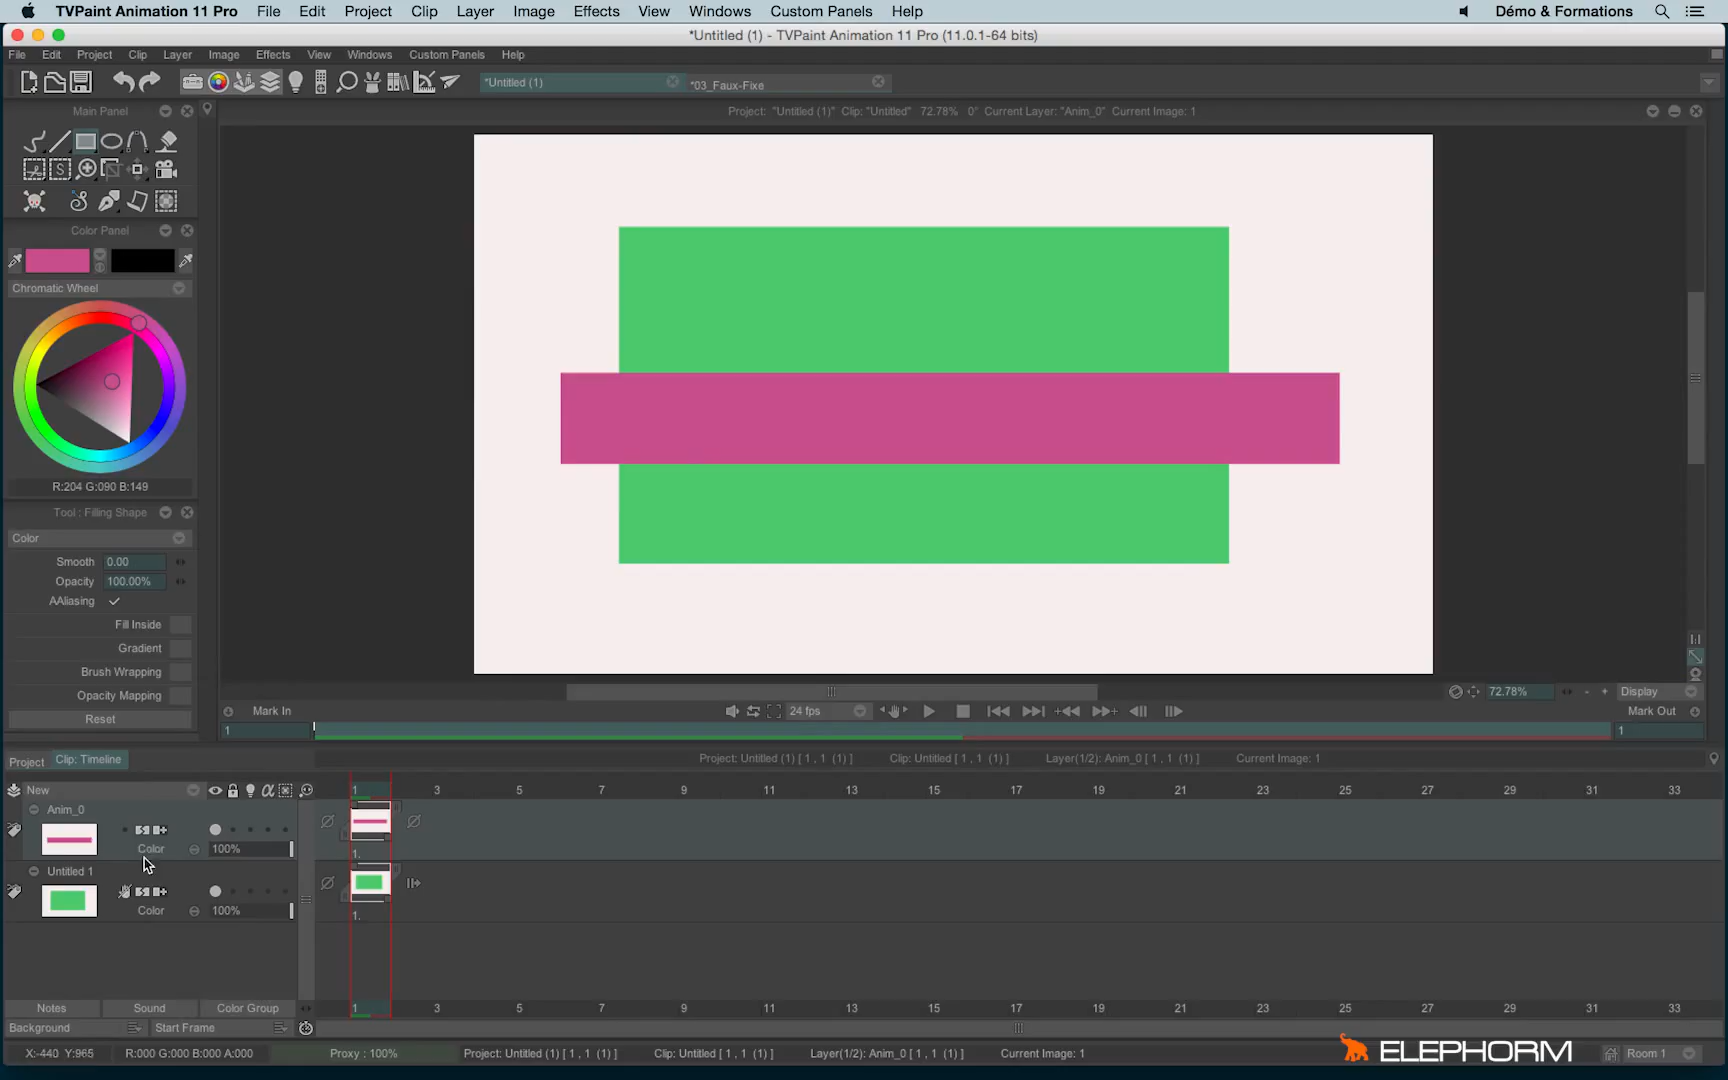 TVPaint Animation 11 Pro File Edit Project Clip Layer Image Effects View Windows Custom Panels Help Démo & Formations
*Untitled (1) - TVPaint Animation 11 Pro (11.0.1-64 bits)
File Edit Project Clip Layer Image Effects View Windows Custom Panels Help
*Untitled (1) *03_Faux-Fixe
Main Panel Project: "Untitled (1)" Clip: "Untitled" 72.78% 0° Current Layer: "Anim_0" Current Image: 1
Color Panel
Chromatic Wheel
R:204 G:090 B:149
Tool : Filling Shape
Color
Smooth 0.00
Opacity 100.00%
AAliasing
Fill Inside
Gradient
Brush Wrapping
Opacity Mapping
72.78% - + Display
Reset Mark In 24 fps Mark Out
1 1
Project Clip: Timeline Project: Untitled (1) [ 1 , 1 (1) ] Clip: Untitled [ 1 , 1 (1) ] Layer(1/2): Anim_0 [ 1 , 1 (1) ] Current Image: 1
New 1 3 5 7 9 11 13 15 17 19 21 23 25 27 29 31 33
Anim_0
Color 100%
1.
Untitled 1
Color 100%
1.
Notes Sound Color Group 1 3 5 7 9 11 13 15 17 19 21 23 25 27 29 31 33
Background Start Frame
X:-440 Y:965 R:000 G:000 B:000 A:000 Proxy : 100% Project: Untitled (1) [ 1 , 1 (1) ] Clip: Untitled [ 1 , 1 (1) ] Layer(1/2): Anim_0 [ 1 , 1 (1) ] Current Image: 1 ELEPHORM Room 1